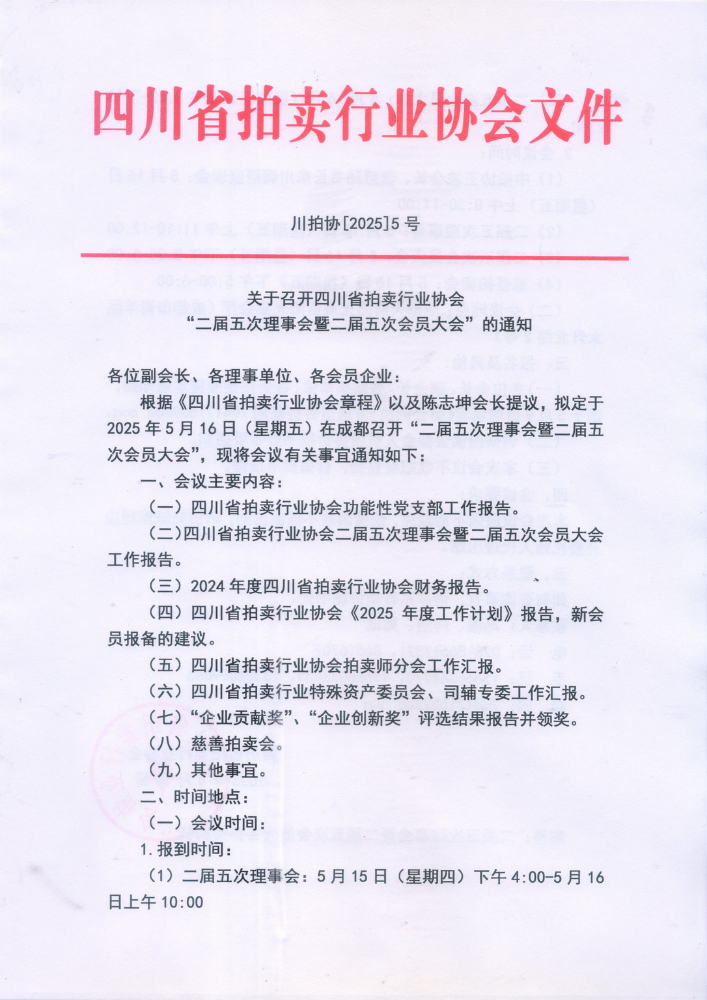 四川省拍卖行业协会文件
川拍协[2025]5号
关于召开四川省拍卖行业协会
“二届五次理事会暨二届五次会员大会”的通知
各位副会长、各理事单位、各会员企业：
根据《四川省拍卖行业协会章程》以及陈志坤会长提议，拟定于
2025年5月16日（星期五）在成都召开“二届五次理事会暨二届五
次会员大会”，现将会议有关事宜通知如下：
一、会议主要内容：
（一）四川省拍卖行业协会功能性党支部工作报告。
（二）四川省拍卖行业协会二届五次理事会暨二届五次会员大会
工作报告。
（三）2024年度四川省拍卖行业协会财务报告。
（四）四川省拍卖行业协会《2025 年度工作计划》报告，新会
员报备的建议。
（五）四川省拍卖行业协会拍卖师分会工作汇报。
（六）四川省拍卖行业特殊资产委员会、司辅专委工作汇报。
（七）“企业贡献奖”、“企业创新奖”评选结果报告并领奖。
（八）慈善拍卖会。
（九）其他事宜。
二、时间地点：
（一）会议时间：
1.报到时间：
（1）二届五次理事会：5月15日（星期四）下午4:00-5月16
日上午10:00